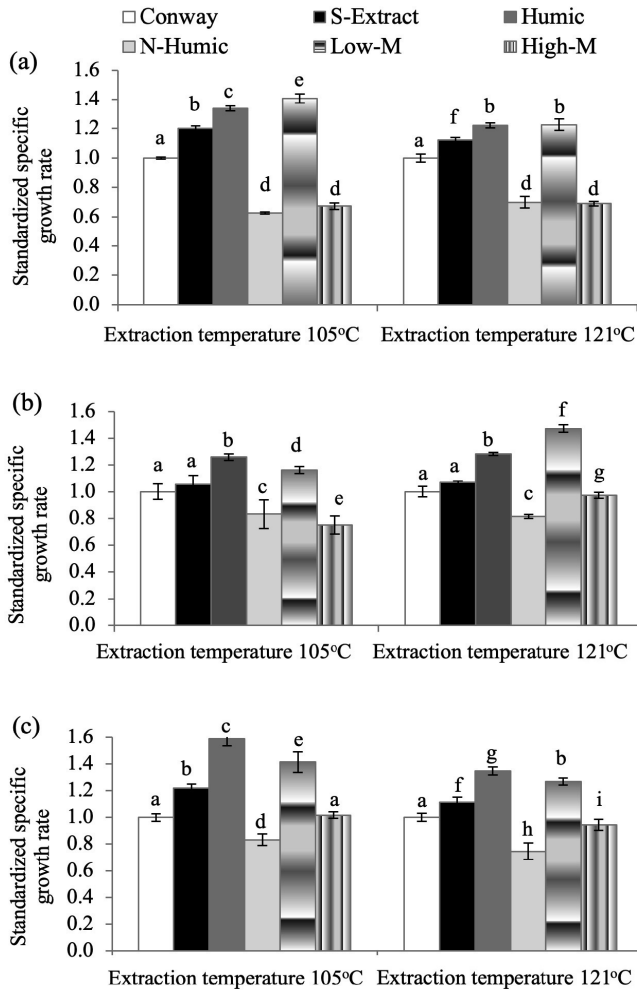 Conway S-Extract Humic
N-Humic Low-M High-M
(a)
Standardized specific
growth rate
1.6
1.4
1.2
1.0
0.8
0.6
0.4
0.2
0.0
a b c d e d
a f b d b d
Extraction temperature 105°C Extraction temperature 121°C
(b)
Standardized specific
growth rate
1.6
1.4
1.2
1.0
0.8
0.6
0.4
0.2
0.0
a a b c d e
a a b c f g
Extraction temperature 105°C Extraction temperature 121°C
(c)
Standardized specific
growth rate
1.6
1.4
1.2
1.0
0.8
0.6
0.4
0.2
0.0
a b c d e a
a f g h b i
Extraction temperature 105°C Extraction temperature 121°C